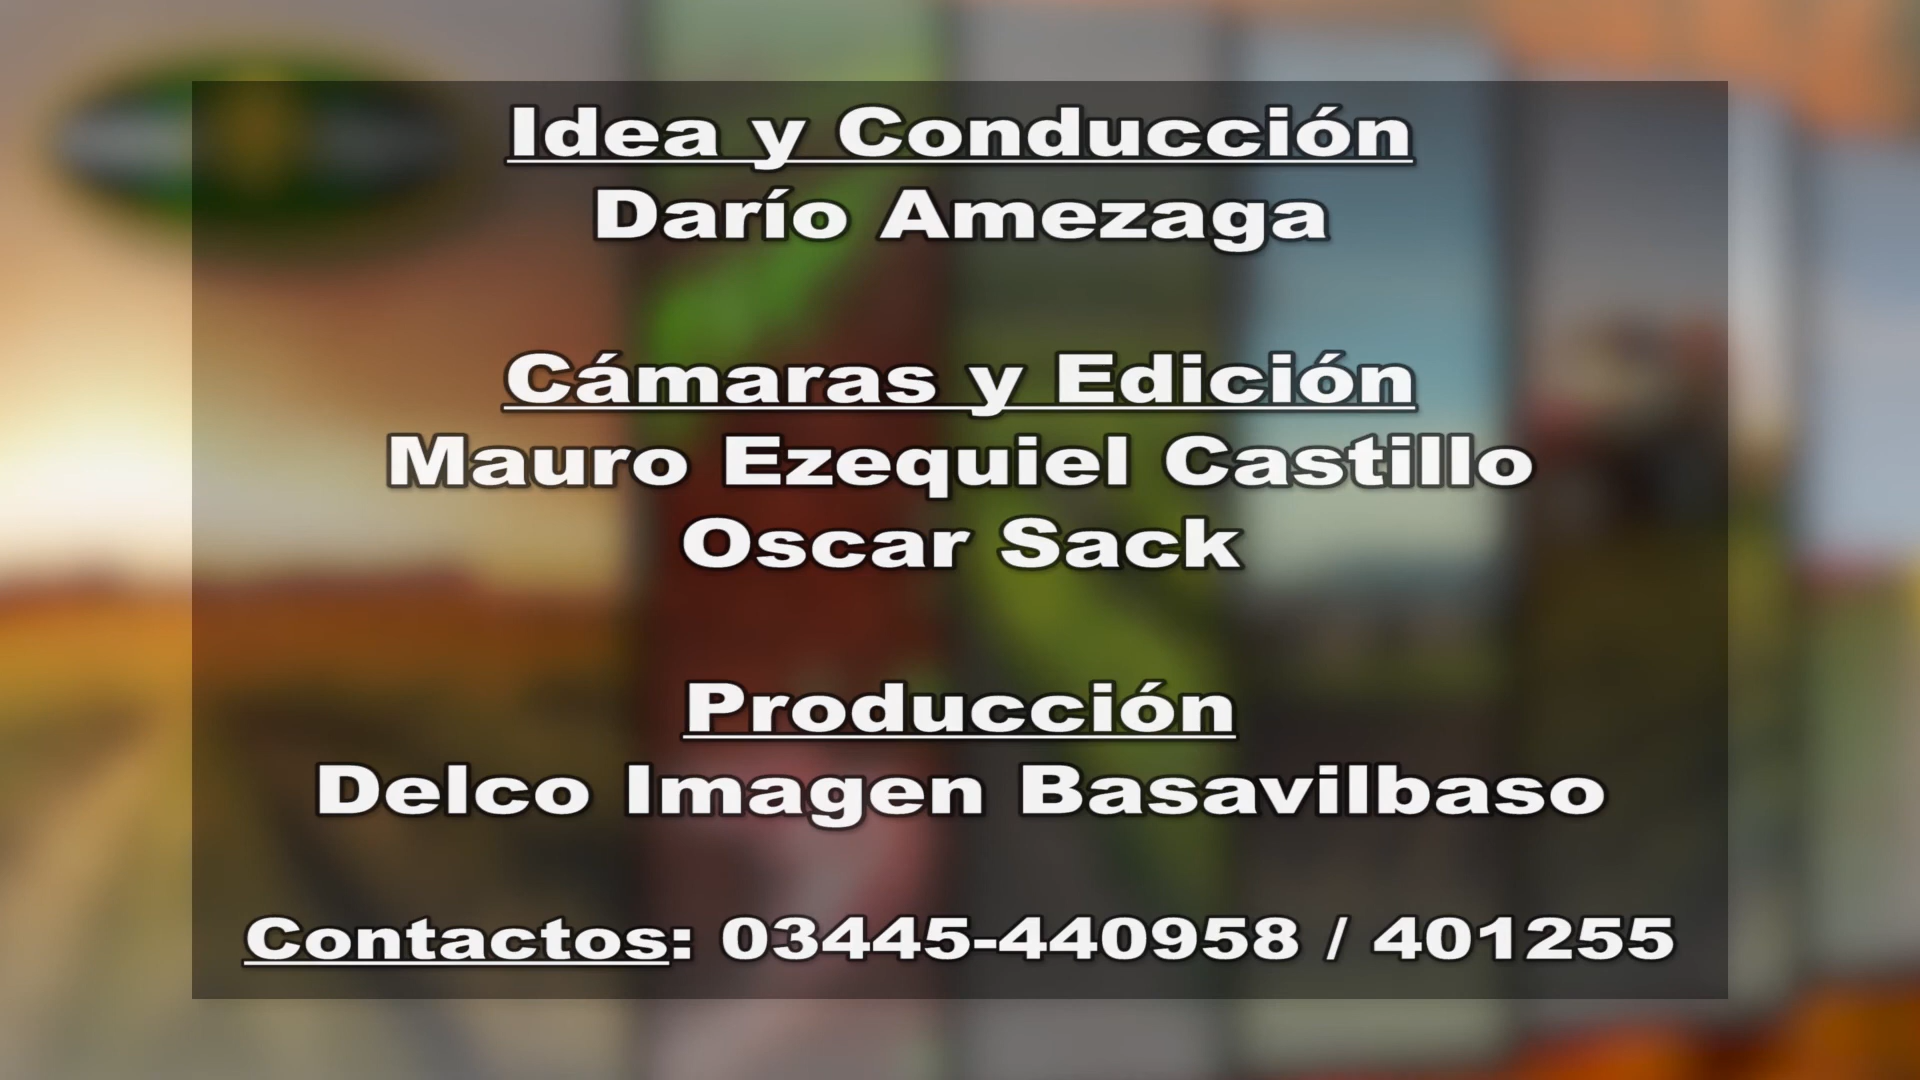 Idea y Conducción
Darío Amezaga
Cámaras y Edición
Mauro Ezequiel Castillo
Oscar Sack
Producción
Delco Imagen Basavilbaso
Contactos: 03445-440958 / 401255